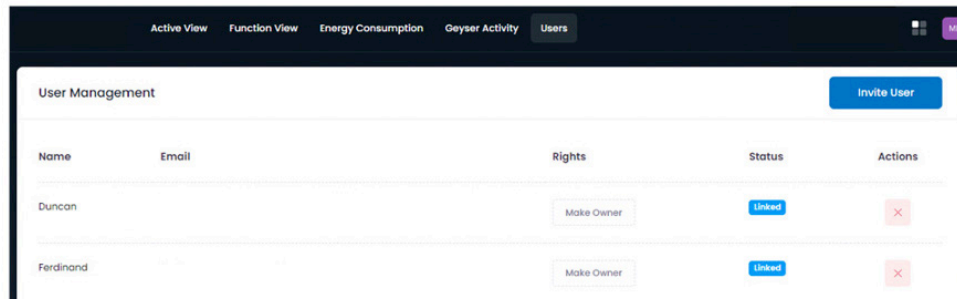 Active View Function View Energy Consumption Geyser Activity Users
User Management Invite User
Name Email Rights Status Actions
Duncan Make Owner Linked
Ferdinand Make Owner Linked